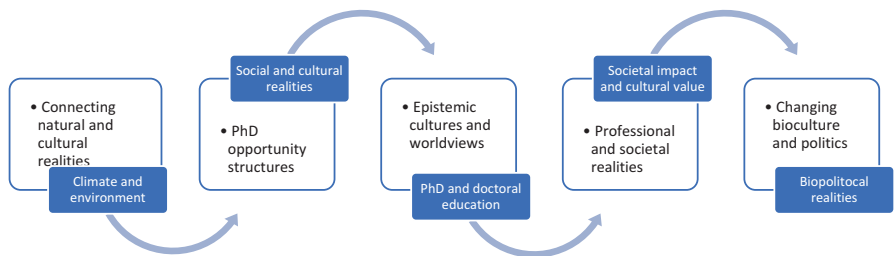 • Connecting
natural and
cultural
realities
Climate and
environment
Social and cultural
realities
• PhD
opportunity
structures
• Epistemic
cultures and
worldviews
PhD and doctoral
education
Societal impact
and cultural value
• Professional
and societal
realities
• Changing
bioculture
and politics
Biopolitocal
realities